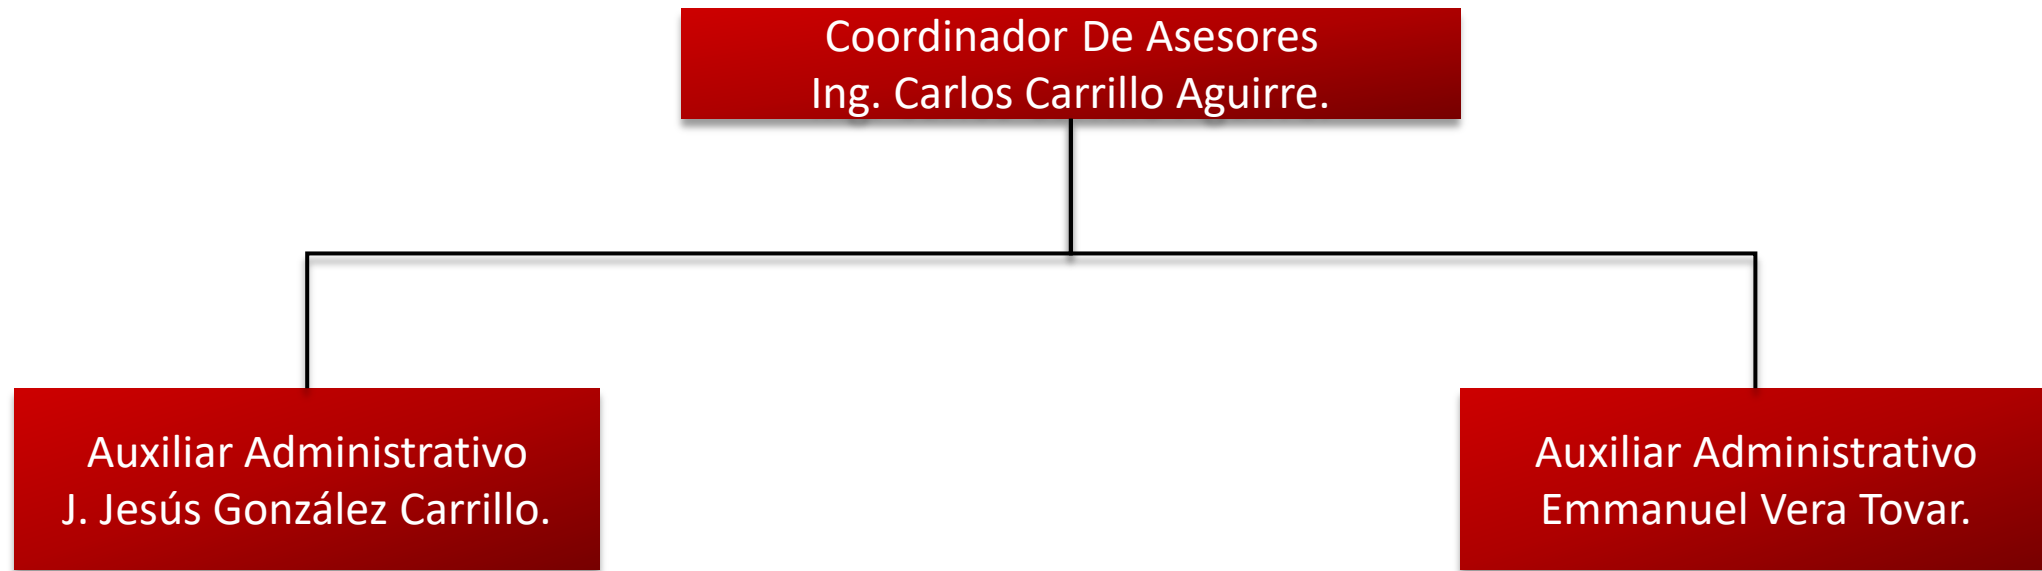 Coordinador De Asesores
Ing. Carlos Carrillo Aguirre.
Auxiliar Administrativo
J. Jesús González Carrillo.
Auxiliar Administrativo
Emmanuel Vera Tovar.